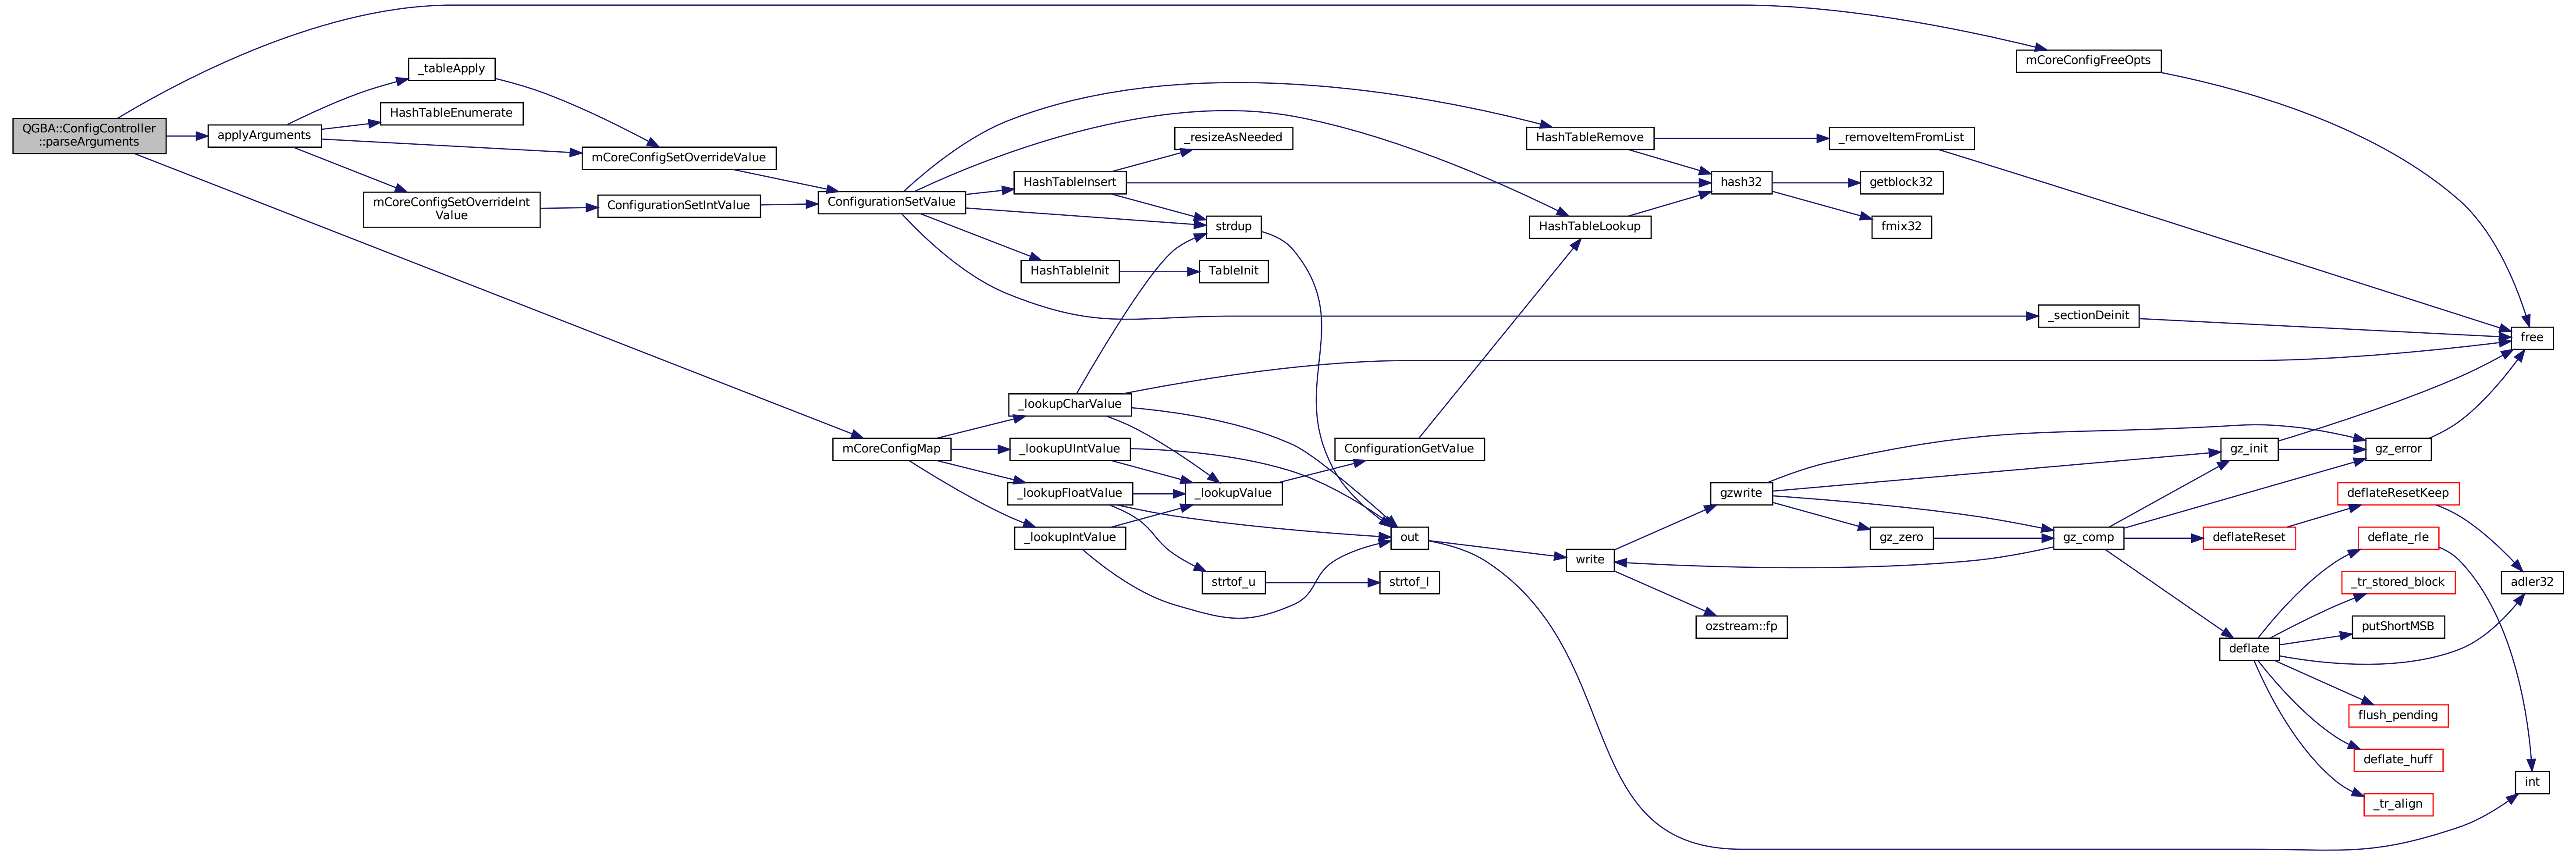 QGBA::ConfigController
::parseArguments
applyArguments
_tableApply
HashTableEnumerate
mCoreConfigSetOverrideValue
mCoreConfigSetOverrideInt
Value
ConfigurationSetIntValue
ConfigurationSetValue
HashTableInsert
_resizeAsNeeded
strdup
HashTableInit
TableInit
HashTableRemove
HashTableLookup
_removeItemFromList
hash32
getblock32
fmix32
mCoreConfigFreeOpts
_sectionDeinit
free
mCoreConfigMap
_lookupCharValue
_lookupUIntValue
_lookupFloatValue
_lookupIntValue
_lookupValue
ConfigurationGetValue
out
strtof_u
strtof_l
write
gzwrite
ozstream::fp
gz_zero
gz_comp
gz_init
gz_error
deflateReset
deflateResetKeep
deflate
deflate_rle
_tr_stored_block
putShortMSB
flush_pending
deflate_huff
_tr_align
adler32
int